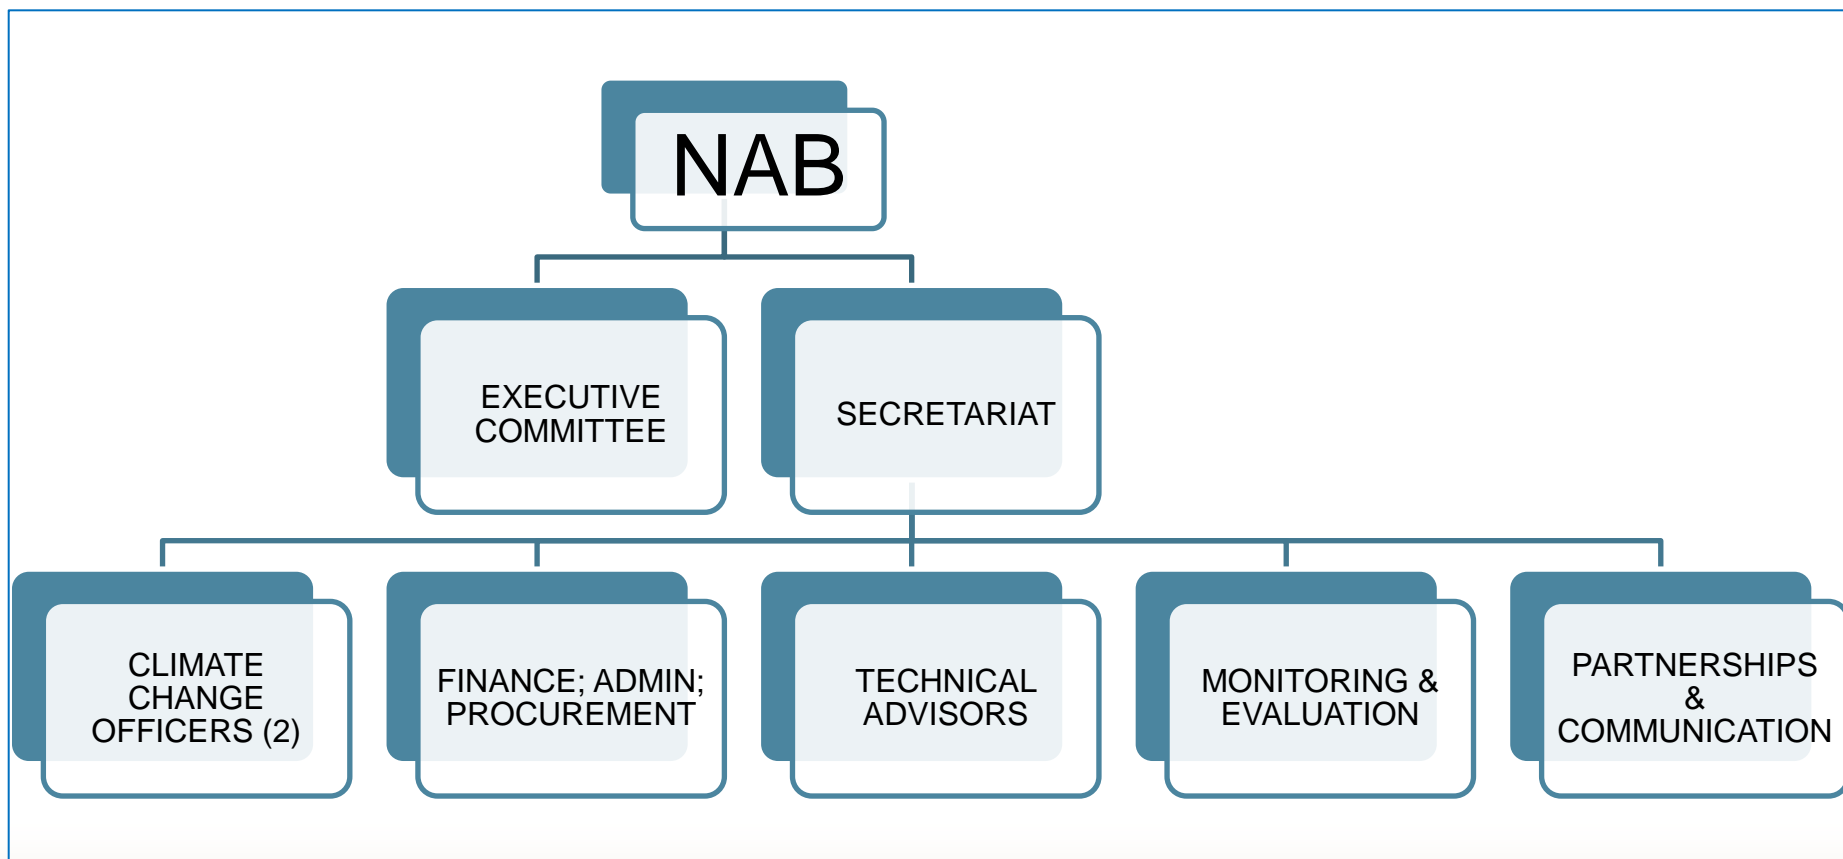 NAB
EXECUTIVE
COMMITTEE
SECRETARIAT
CLIMATE
CHANGE
OFFICERS (2)
FINANCE; ADMIN;
PROCUREMENT
TECHNICAL
ADVISORS
MONITORING &
EVALUATION
PARTNERSHIPS
&
COMMUNICATION